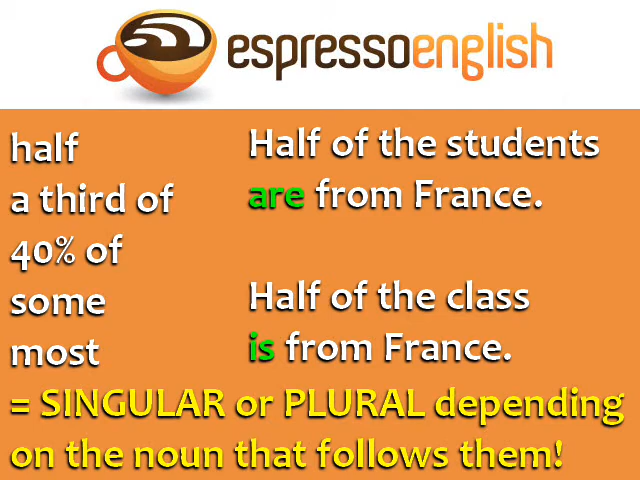 espressoenglish
half
a third of
40% of
some
most
Half of the students
are from France.
Half of the class
is from France.
= SINGULAR or PLURAL depending
on the noun that follows them!